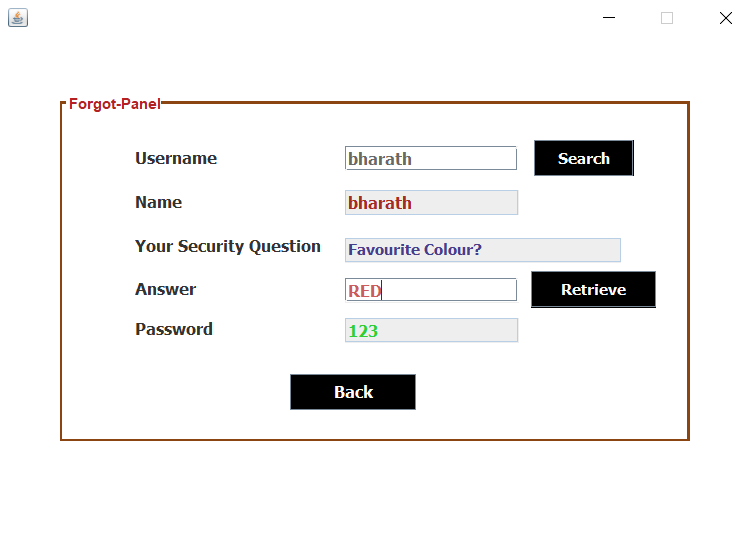 Forgot-Panel
Username bharath Search
Name bharath
Your Security Question Favourite Colour?
Answer RED Retrieve
Password 123
Back